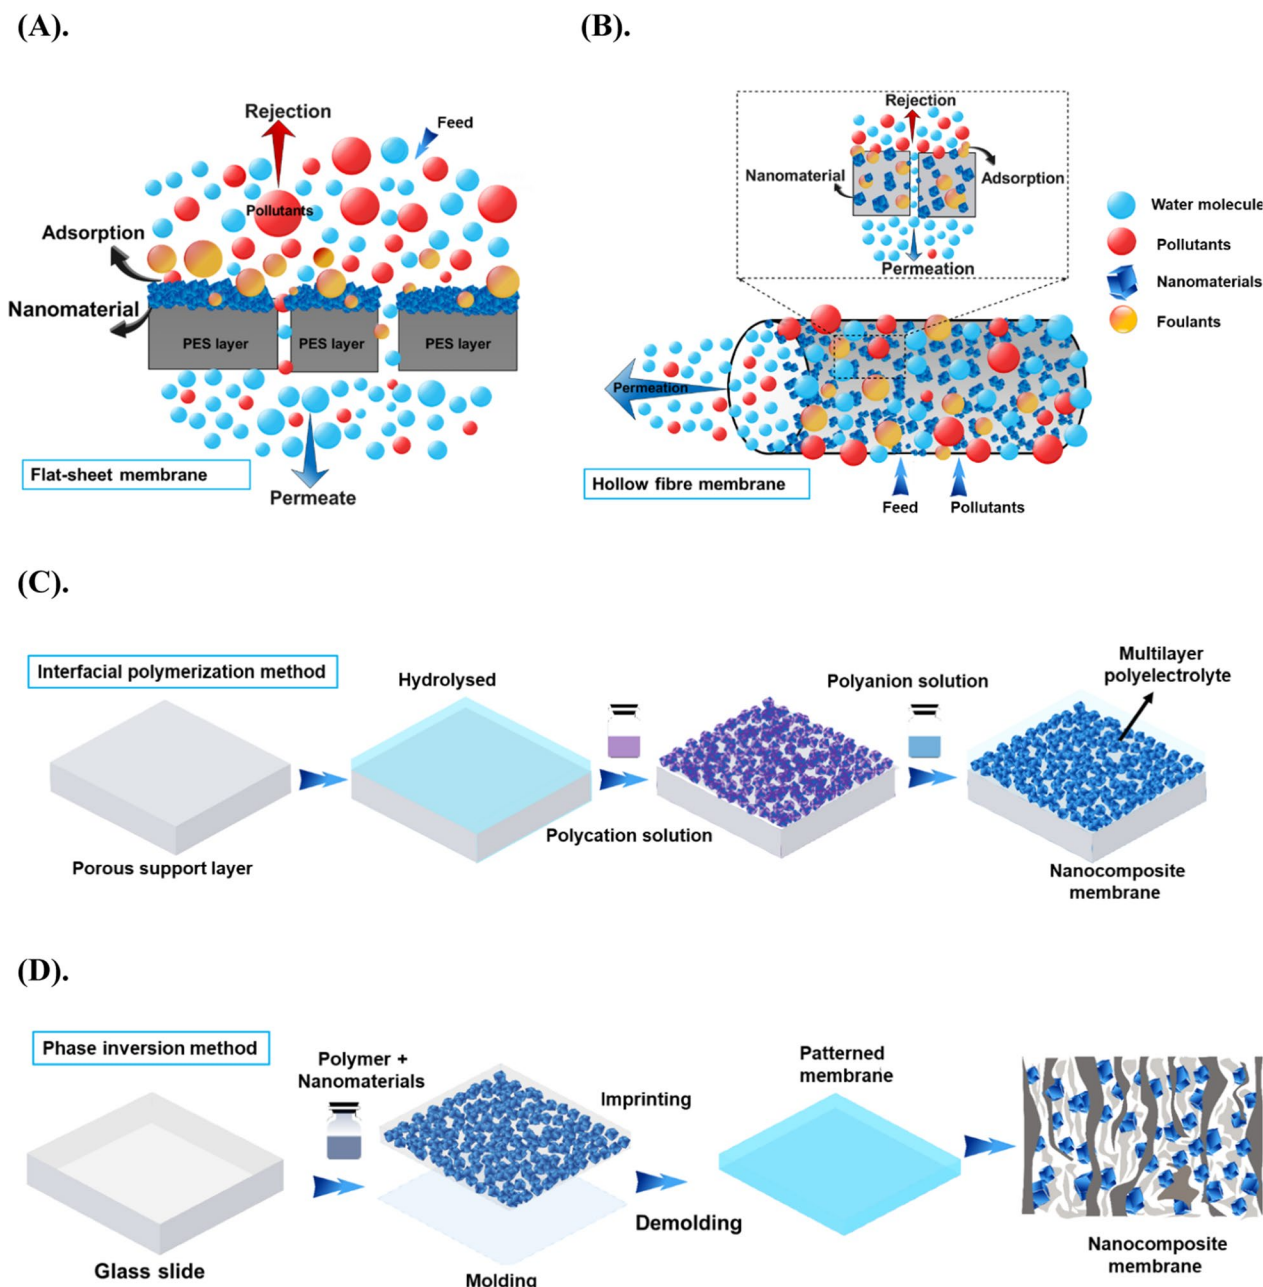 (A).
(B).
Rejection
Feed
Pollutants
Adsorption
Nanomaterial
PES layer
PES layer
PES layer
Flat-sheet membrane
Permeate
Rejection
Nanomaterial
Adsorption
Permeation
Water molecule
Pollutants
Nanomaterials
Foulants
Permeation
Hollow fibre membrane
Feed
Pollutants
(C).
Interfacial polymerization method
Hydrolysed
Polyanion solution
Multilayer
polyelectrolyte
Polycation solution
Porous support layer
Nanocomposite
membrane
(D).
Phase inversion method
Polymer +
Nanomaterials
Imprinting
Patterned
membrane
Demolding
Glass slide
Molding
Nanocomposite
membrane